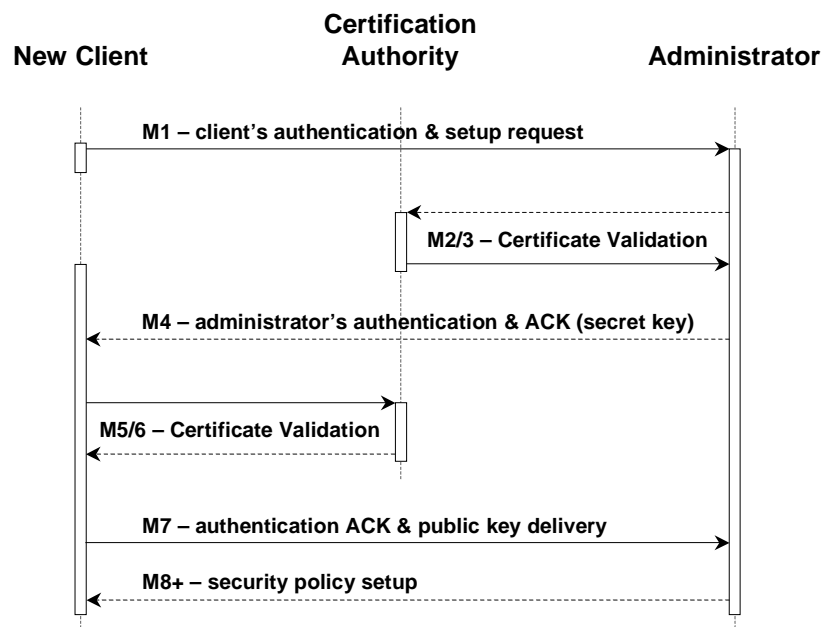 New Client
Certification
Authority
Administrator
M1 – client's authentication & setup request
M2/3 – Certificate Validation
M4 – administrator's authentication & ACK (secret key)
M5/6 – Certificate Validation
M7 – authentication ACK & public key delivery
M8+ – security policy setup